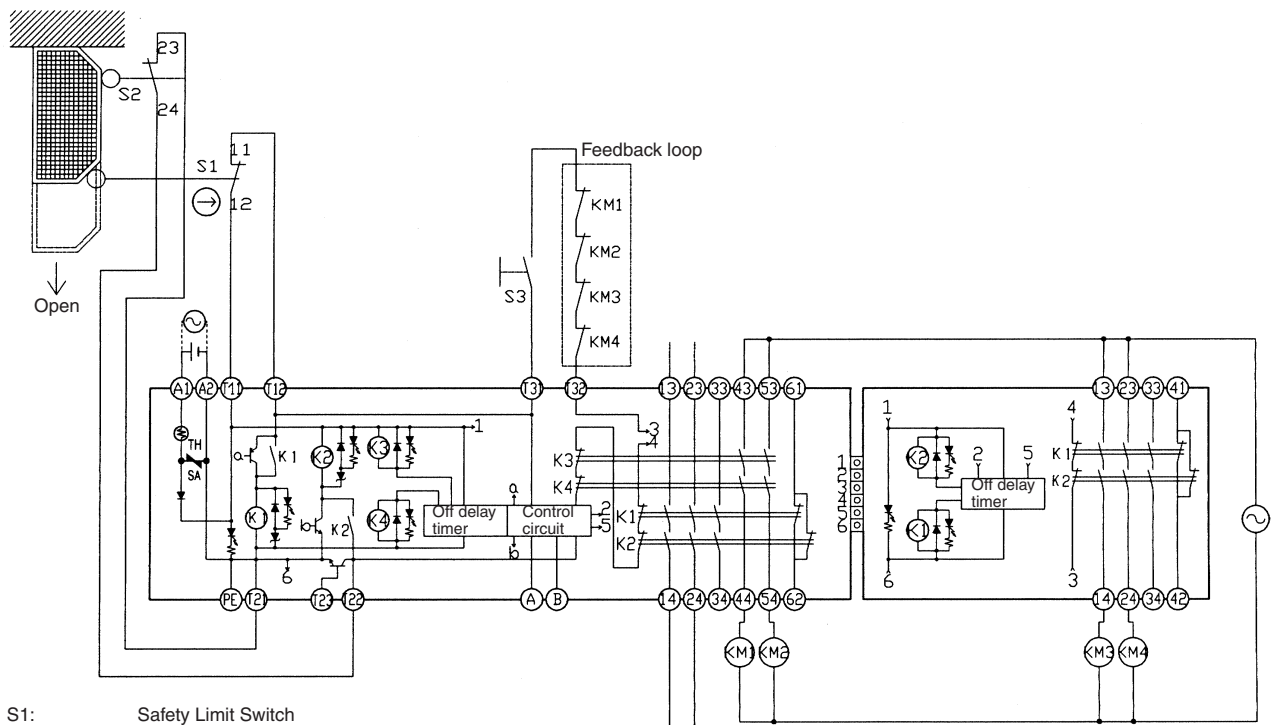 23
S2
24
11
S1
12
Feedback loop
KM1
KM2
KM3
KM4
S3
Open
A1 A2 T11 T12 T31 T32 13 23 33 43 53 61 13 23 33 41
TH
SA
a K1 K2 K3 1
3
4
K3
K4
1
2
3
4
5
6
1 4
K2 2 5
K1
K2
Off delay timer
K1
6 3
K1 b K2 K4
Off delay timer
a
Control circuit
b
2
5
K1
K2
6
PE T21 T23 T22 A B 14 24 34 44 54 62 14 24 34 42
KM1 KM2 KM3 KM4
S1: Safety Limit Switch